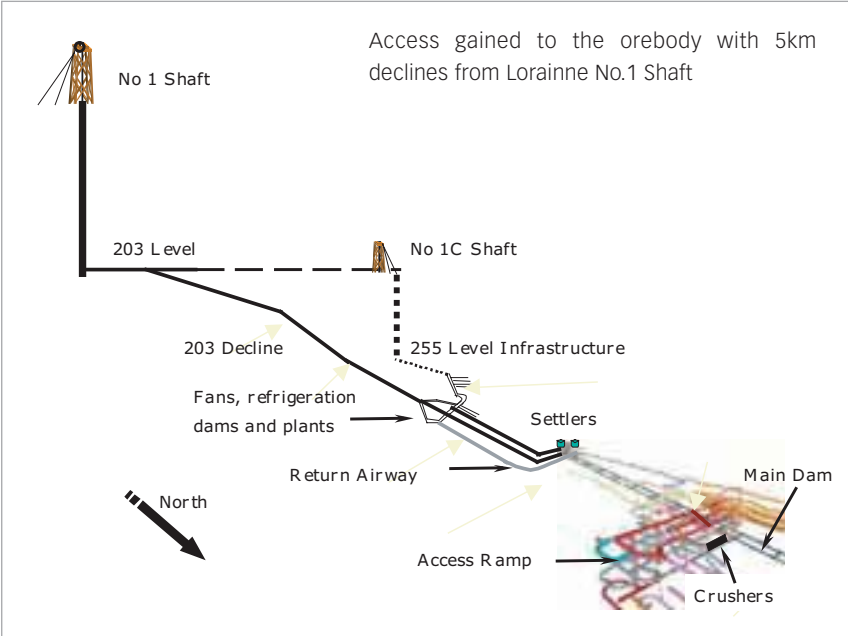 Access gained to the orebody with 5km
declines from Lorainne No.1 Shaft
No 1 Shaft
203 Level
No 1C Shaft
203 Decline
255 Level Infrastructure
Fans, refrigeration
dams and plants
Settlers
Return Airway
Main Dam
North
Access Ramp
Crushers